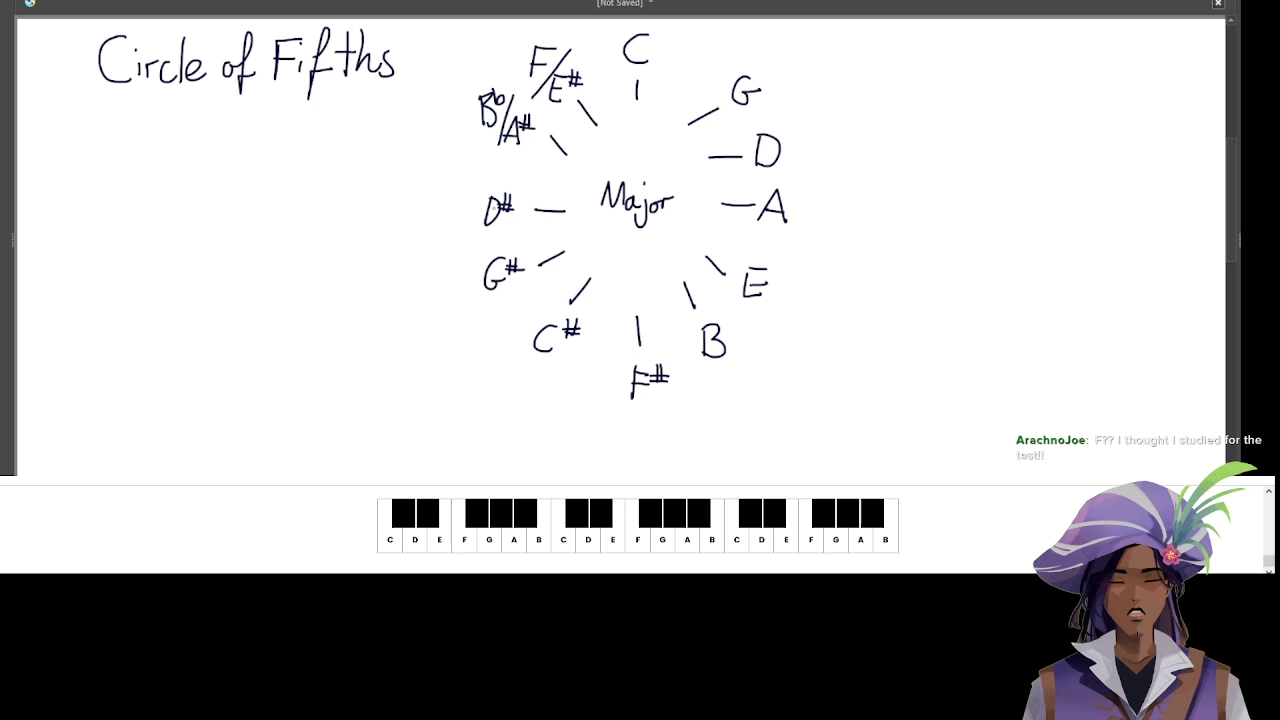 [Not Saved] *
Circle of Fifths
C
F/E#
G
Bb/A#
D
Major
D#
A
G#
E
C#
B
F#
ArachnoJoe: F?? I thought I studied for the
test!!
C D E F G A B C D E F G A B C D E F G A B